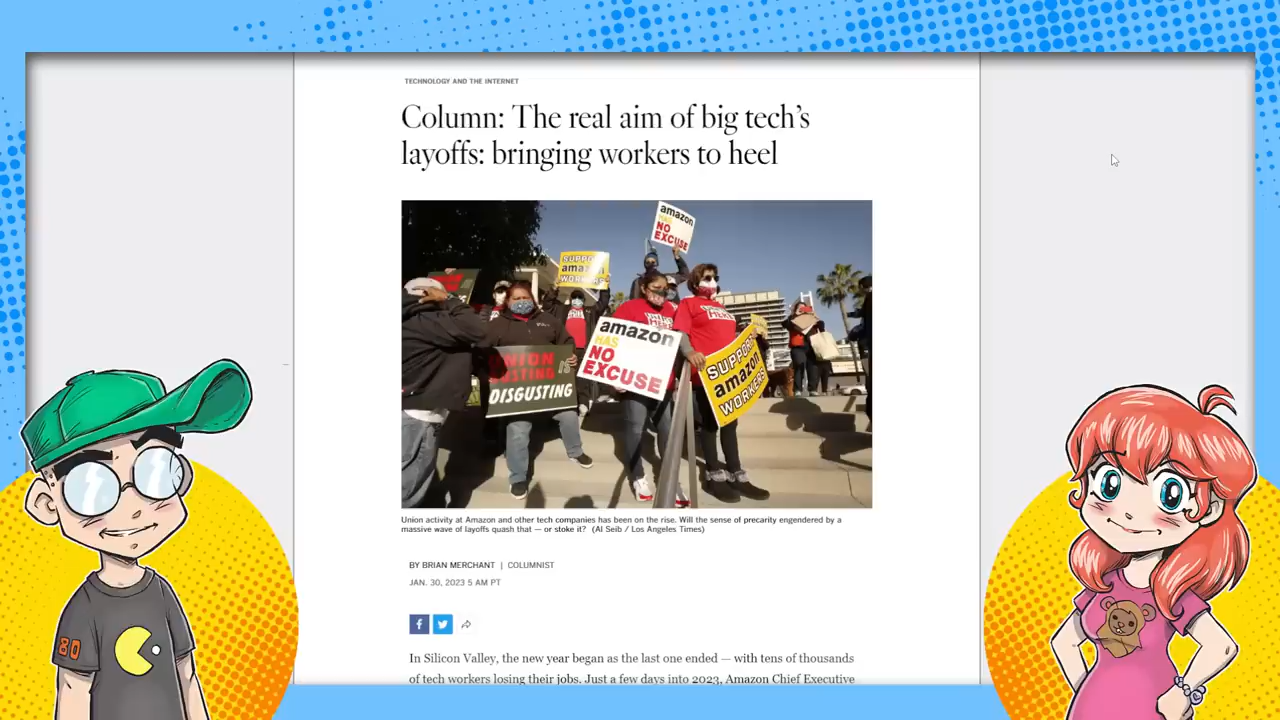 TECHNOLOGY AND THE INTERNET
Column: The real aim of big tech's
layoffs: bringing workers to heel
amazon
HAS
NO
EXCUSE
SUPPORT
amazon
WORKERS
UNION
BUSTING IS
DISGUSTING
amazon
HAS
NO
EXCUSE
SUPPORT
amazon
WORKERS
Union activity at Amazon and other tech companies has been on the rise. Will the sense of precarity engendered by a
massive wave of layoffs quash that — or stoke it? (Al Seib / Los Angeles Times)
BY BRIAN MERCHANT | COLUMNIST
JAN. 30, 2023 5 AM PT
In Silicon Valley, the new year began as the last one ended — with tens of thousands
of tech workers losing their jobs. Just a few days into 2023, Amazon Chief Executive
80